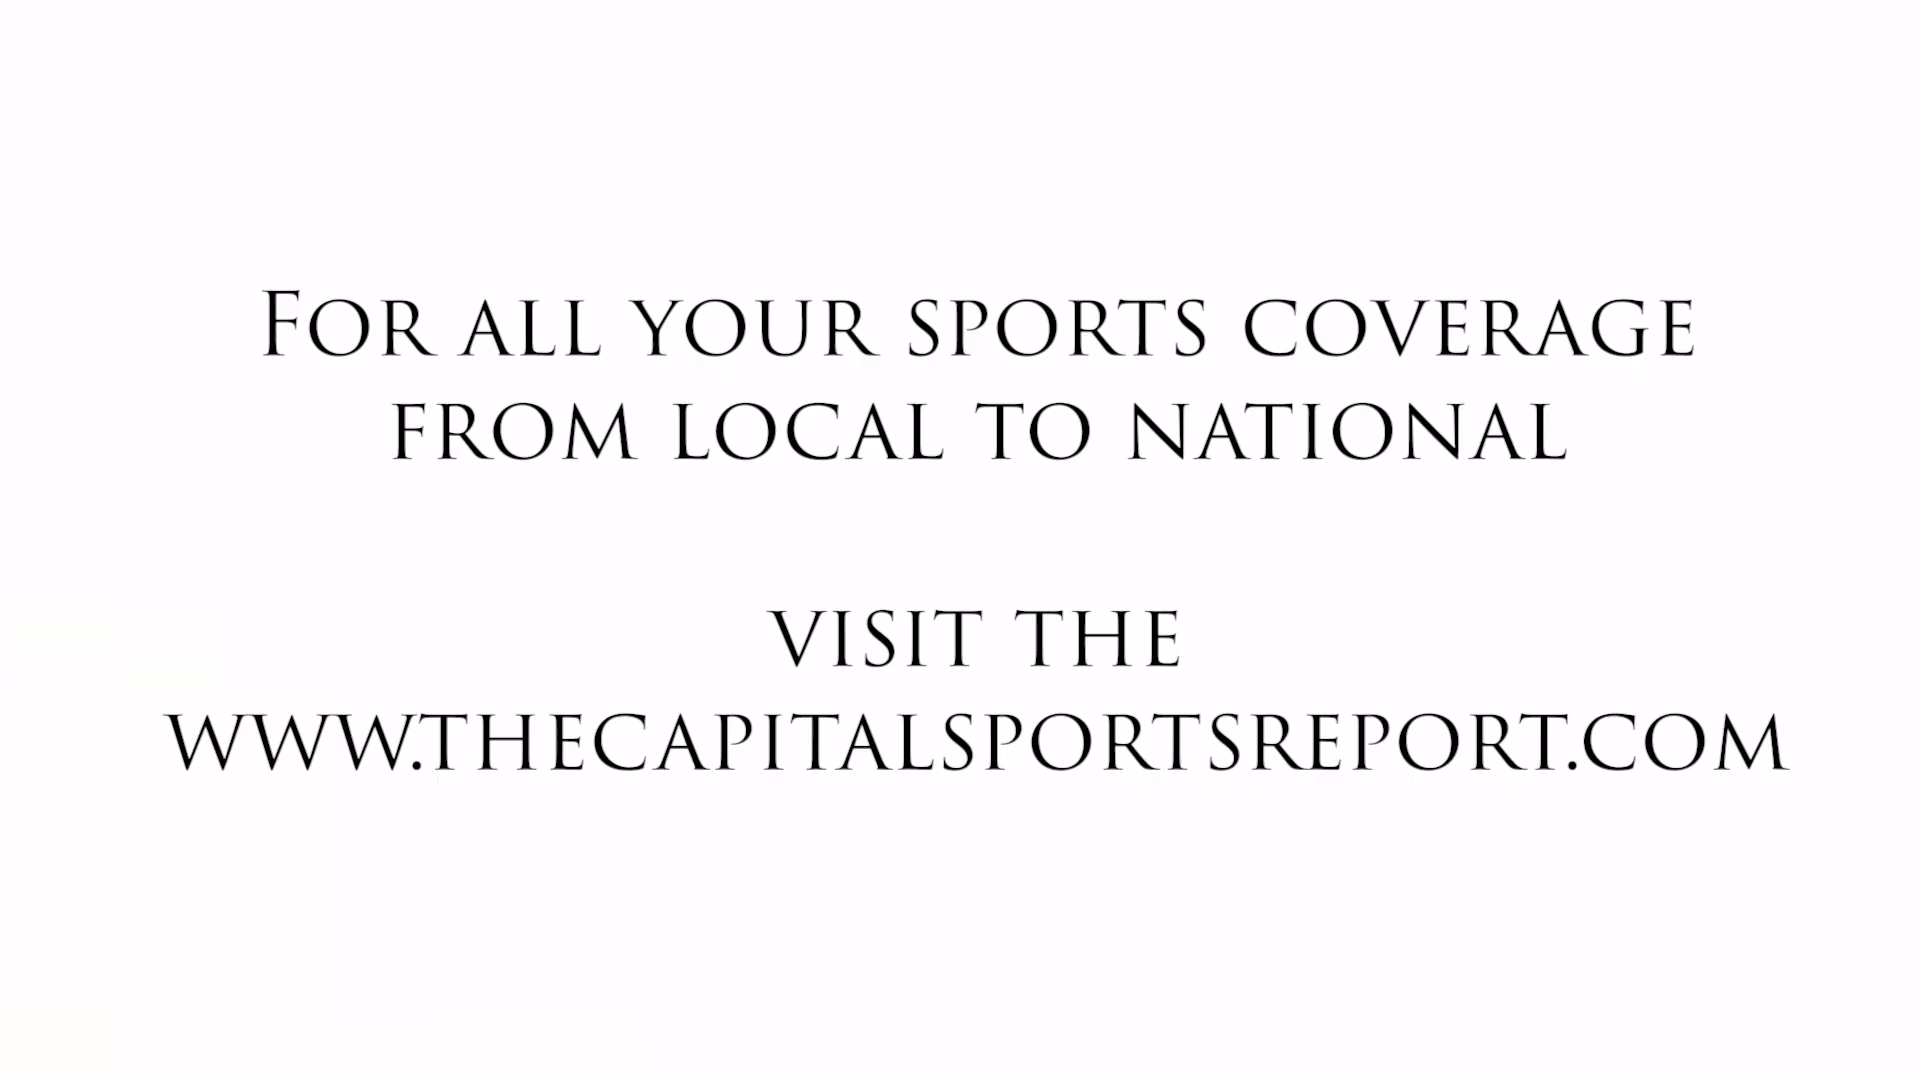 For all your sports coverage
from local to national
visit the
www.thecapitalsportsreport.com